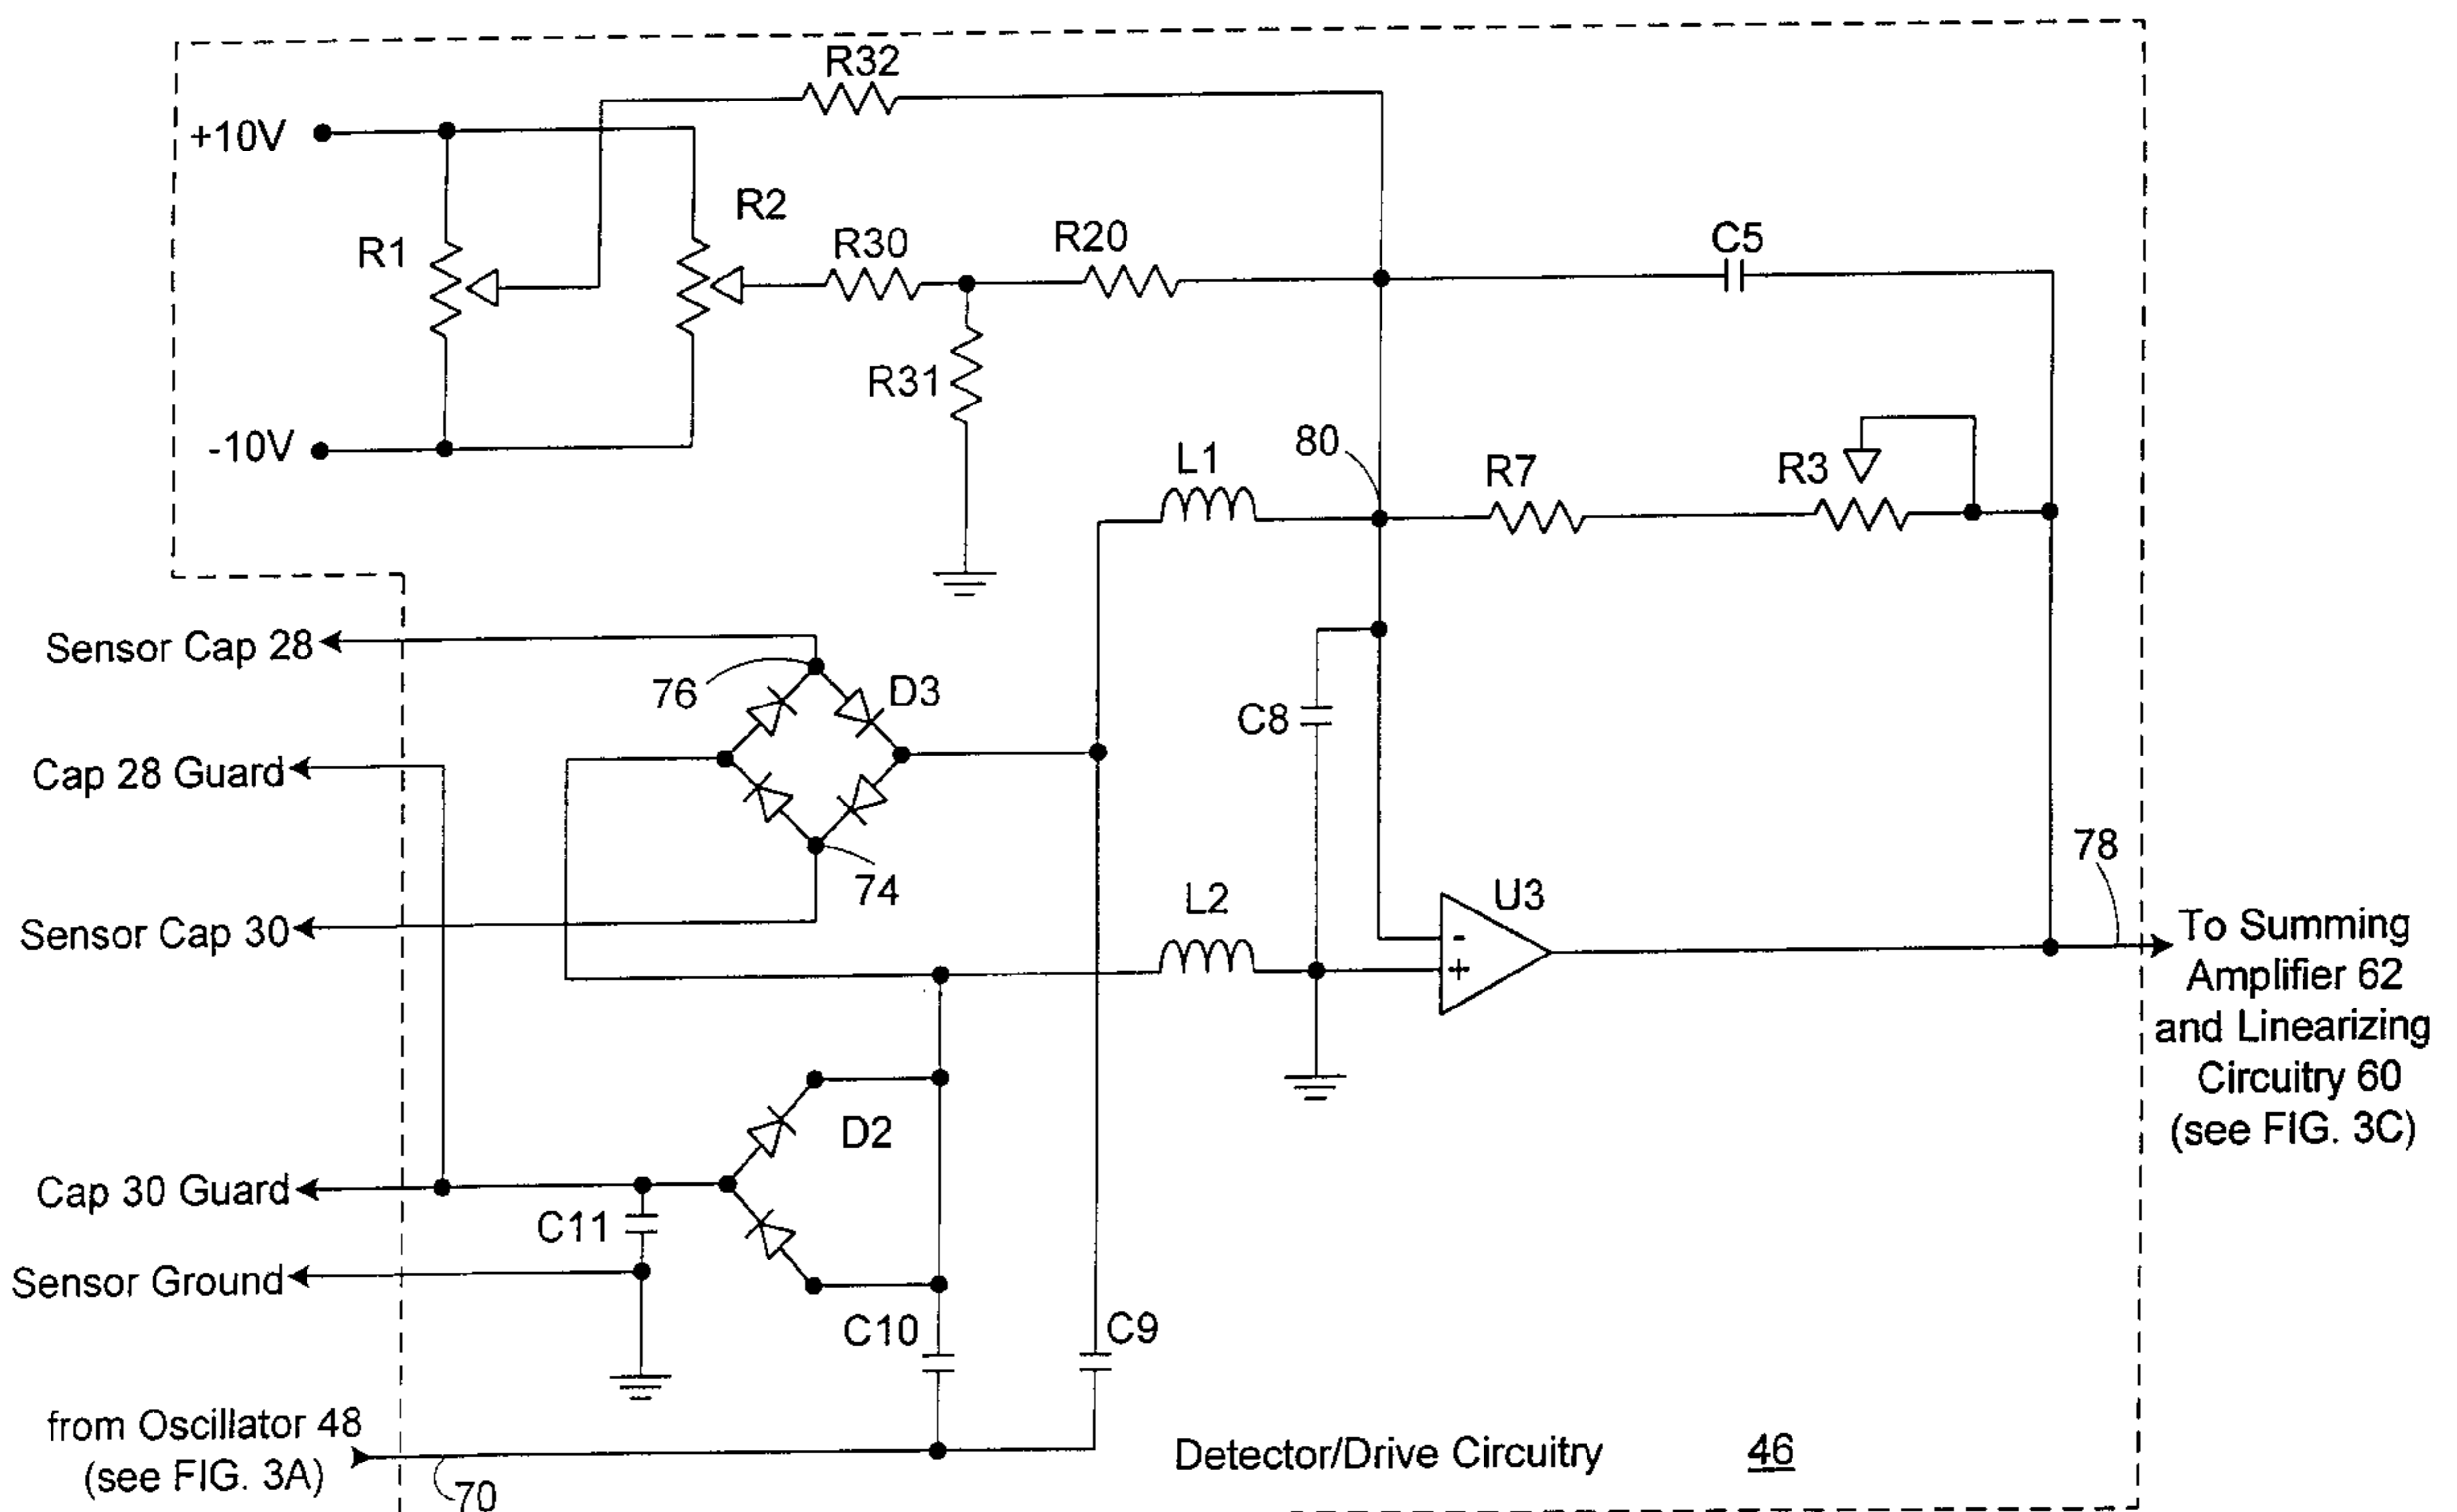 R32
+10V
R2
R1
R30
R20
C5
R31
-10V
80
L1
R7
R3
Sensor Cap 28
76
D3
C8
Cap 28 Guard
74
78
L2
U3
-
+
Sensor Cap 30
To Summing
Amplifier 62
and Linearizing
Circuitry 60
(see FIG. 3C)
D2
Cap 30 Guard
C11
Sensor Ground
C10
C9
from Oscillator 48
(see FIG. 3A)
70
Detector/Drive Circuitry
46